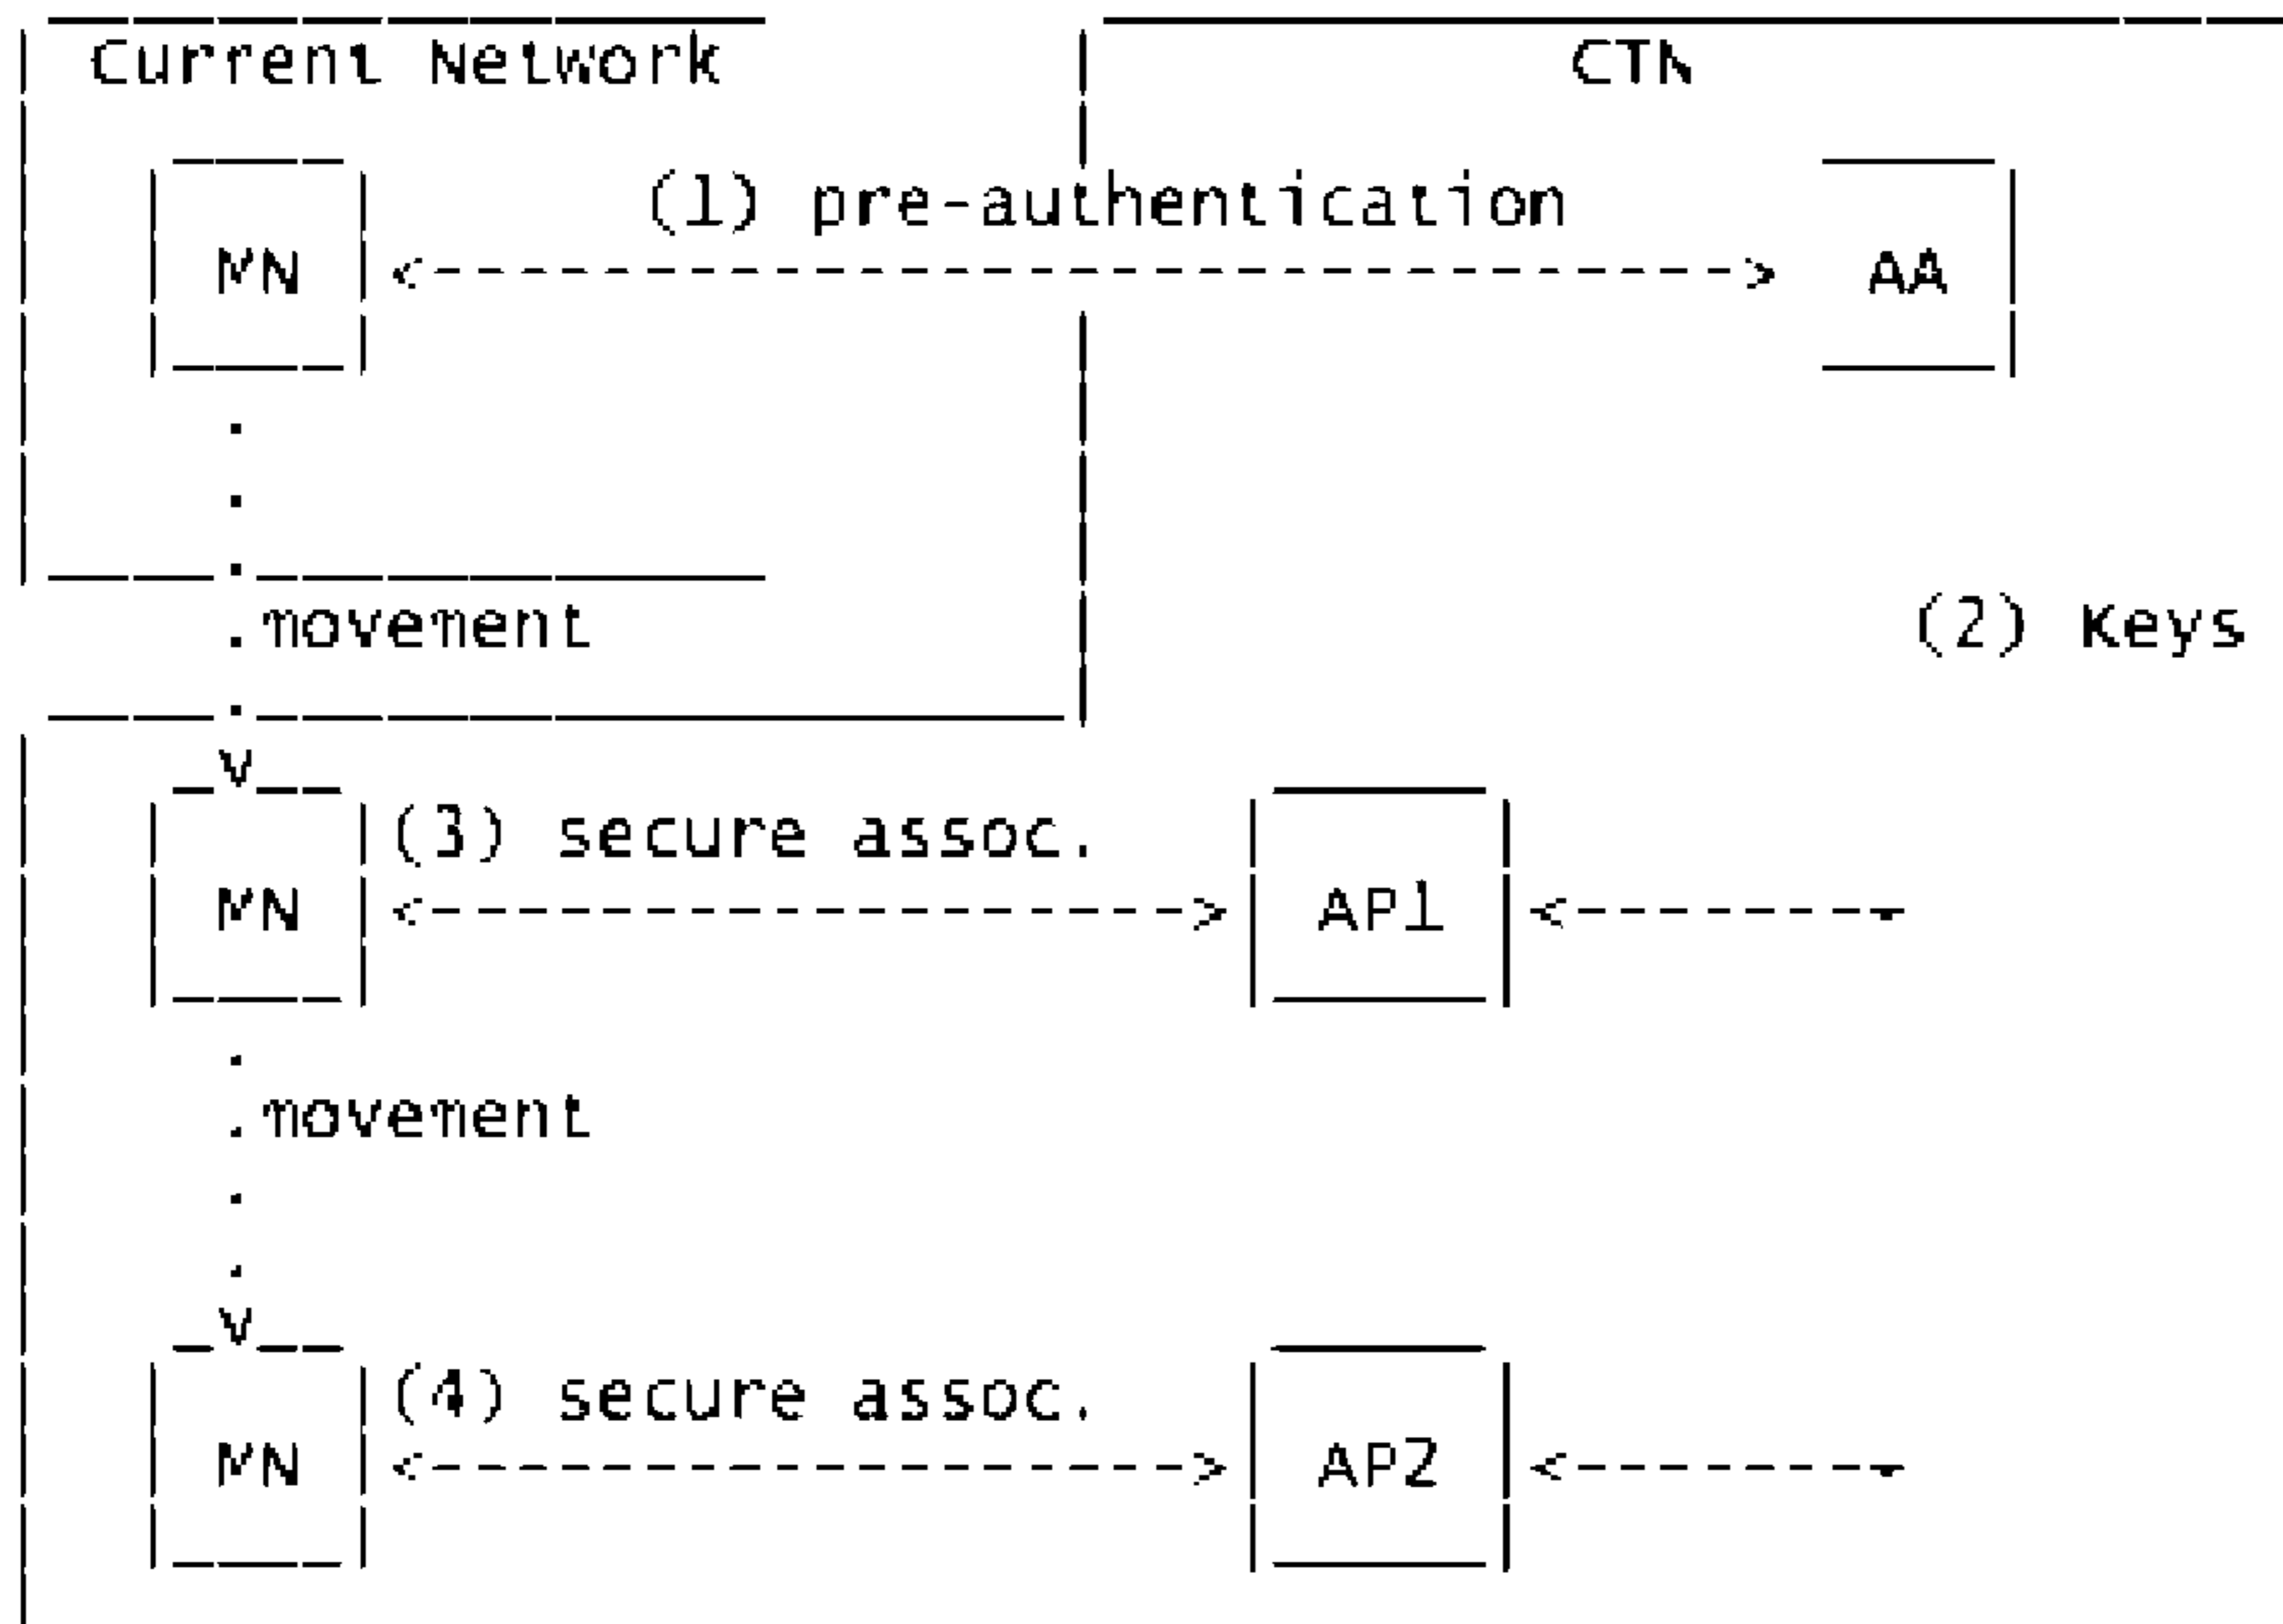 Current Network CTN
(1) pre-authentication
MN AA
movement
(2) Keys
(3) secure assoc.
MN AP1
movement
(4) secure assoc.
MN AP2